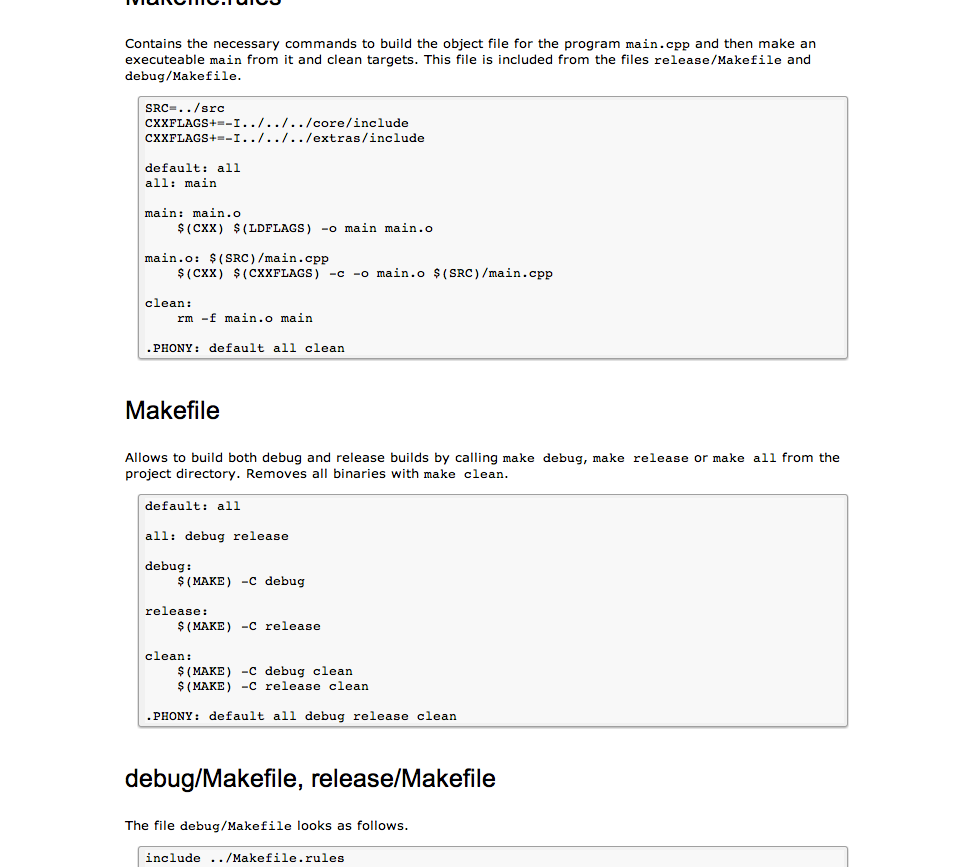 Makefile.rules
Contains the necessary commands to build the object file for the program main.cpp and then make an
executeable main from it and clean targets. This file is included from the files release/Makefile and
debug/Makefile.
SRC=../src
CXXFLAGS+=-I../../../core/include
CXXFLAGS+=-I../../../extras/include
default: all
all: main
main: main.o
    $(CXX) $(LDFLAGS) -o main main.o
main.o: $(SRC)/main.cpp
    $(CXX) $(CXXFLAGS) -c -o main.o $(SRC)/main.cpp
clean:
    rm -f main.o main
.PHONY: default all clean
Makefile
Allows to build both debug and release builds by calling make debug, make release or make all from the
project directory. Removes all binaries with make clean.
default: all
all: debug release
debug:
    $(MAKE) -C debug
release:
    $(MAKE) -C release
clean:
    $(MAKE) -C debug clean
    $(MAKE) -C release clean
.PHONY: default all debug release clean
debug/Makefile, release/Makefile
The file debug/Makefile looks as follows.
include ../Makefile.rules